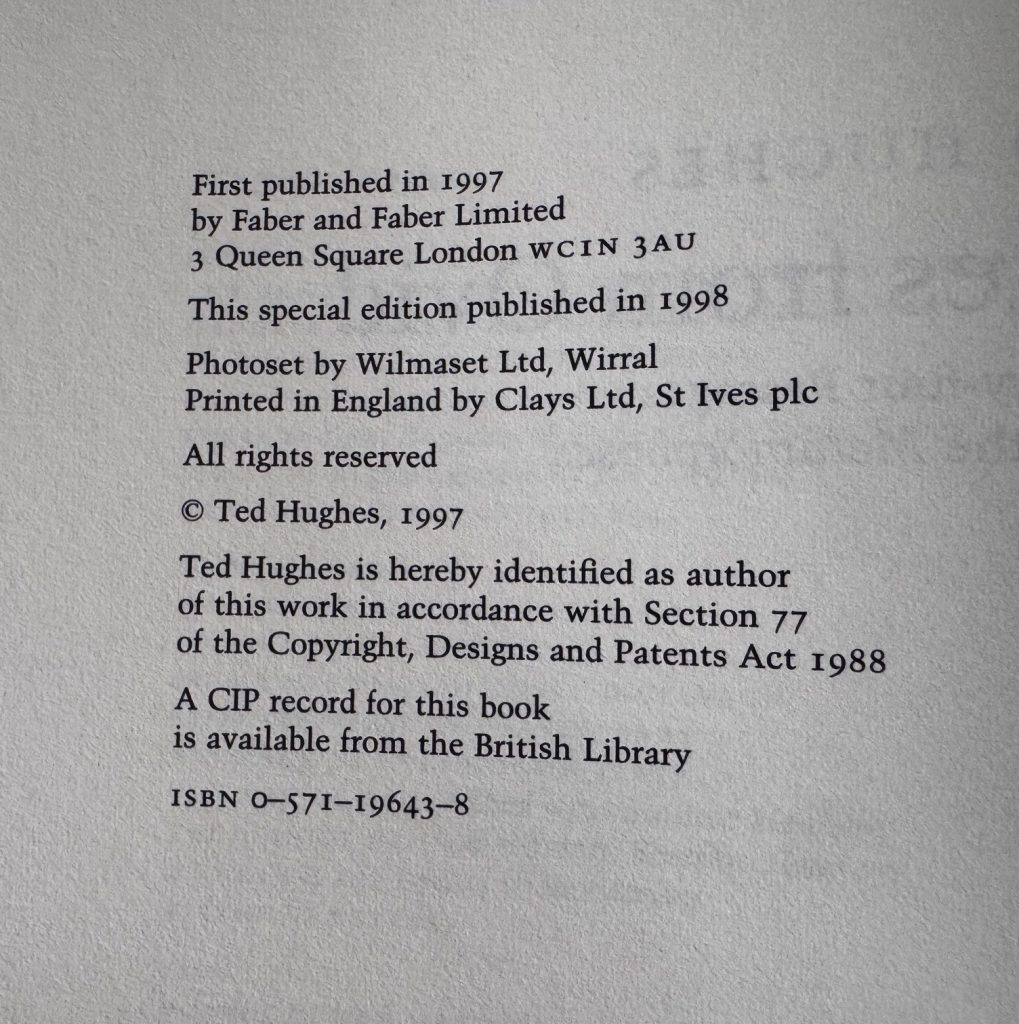 First published in 1997
by Faber and Faber Limited
3 Queen Square London WC1N 3AU
This special edition published in 1998
Photoset by Wilmaset Ltd, Wirral
Printed in England by Clays Ltd, St Ives plc
All rights reserved
© Ted Hughes, 1997
Ted Hughes is hereby identified as author
of this work in accordance with Section 77
of the Copyright, Designs and Patents Act 1988
A CIP record for this book
is available from the British Library
ISBN 0–571–19643–8